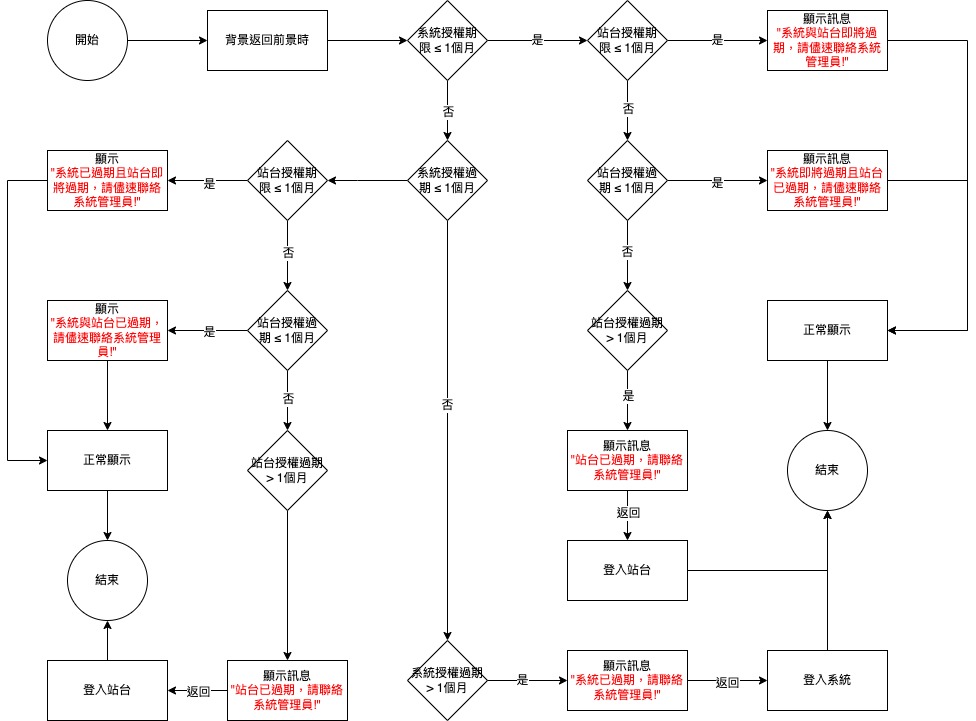 開始
背景返回前景時
系統授權期
限 ≤ 1個月
是
站台授權期
限 ≤ 1個月
是
顯示訊息
"系統與站台即將過
期，請儘速聯絡系統
管理員!"
否
否
顯示
"系統已過期且站台即
將過期，請儘速聯絡
系統管理員!"
是
站台授權期
限 ≤ 1個月
系統授權過
期 ≤ 1個月
站台授權過
期 ≤ 1個月
是
顯示訊息
"系統即將過期且站台
已過期，請儘速聯絡
系統管理員!"
否
否
顯示
"系統與站台已過期，
請儘速聯絡系統管理
員!"
是
站台授權過
期 ≤ 1個月
站台授權過期
> 1個月
正常顯示
否
否
是
正常顯示
站台授權過期
> 1個月
顯示訊息
"站台已過期，請聯絡
系統管理員!"
結束
返回
結束
登入站台
登入站台
返回
顯示訊息
"站台已過期，請聯絡
系統管理員!"
系統授權過期
> 1個月
是
顯示訊息
"系統已過期，請聯絡
系統管理員!"
返回
登入系統